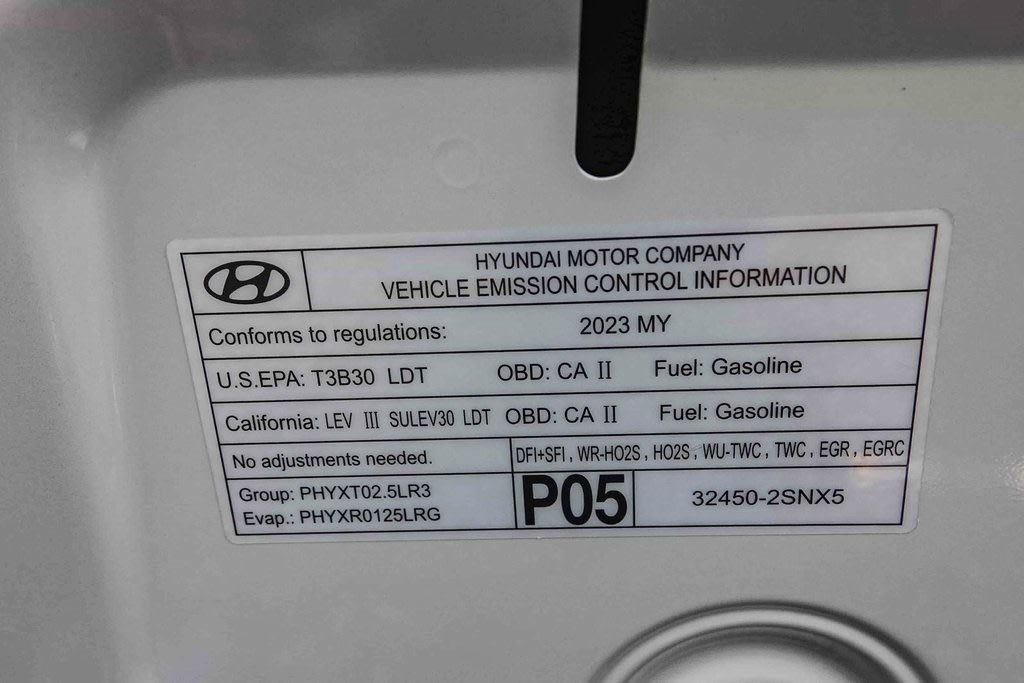 HYUNDAI MOTOR COMPANY
VEHICLE EMISSION CONTROL INFORMATION
Conforms to regulations: 2023 MY
U.S.EPA: T3B30 LDT OBD: CA II Fuel: Gasoline
California: LEV III SULEV30 LDT OBD: CA II Fuel: Gasoline
No adjustments needed. DFI+SFI , WR-HO2S , HO2S , WU-TWC , TWC , EGR , EGRC
Group: PHYXT02.5LR3
Evap.: PHYXR0125LRG
P05 32450-2SNX5